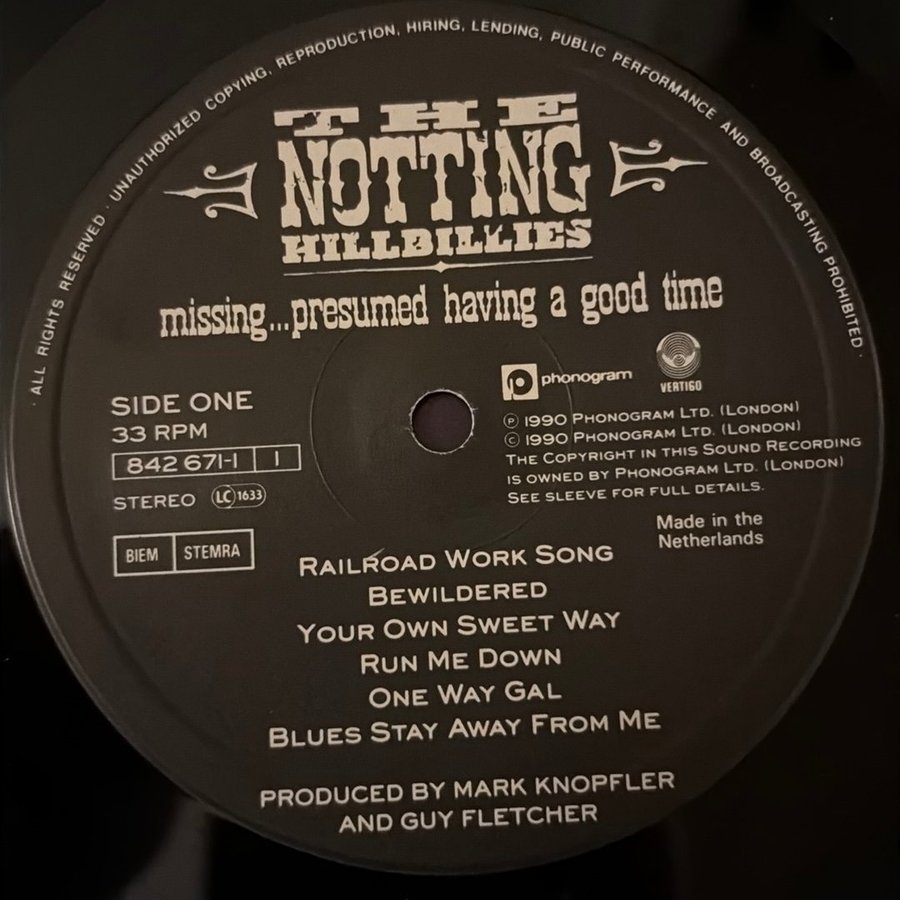 · ALL RIGHTS RESERVED · UNAUTHORIZED COPYING, REPRODUCTION, HIRING, LENDING, PUBLIC PERFORMANCE AND BROADCASTING PROHIBITED ·
THE
NOTTING
HILLBILLIES
missing...presumed having a good time
phonogram
VERTIGO
SIDE ONE
33 RPM
842 671-1 1
STEREO LC 1633
BIEM STEMRA
℗ 1990 PHONOGRAM LTD. (LONDON)
© 1990 PHONOGRAM LTD. (LONDON)
THE COPYRIGHT IN THIS SOUND RECORDING
IS OWNED BY PHONOGRAM LTD. (LONDON)
SEE SLEEVE FOR FULL DETAILS.
Made in the
Netherlands
RAILROAD WORK SONG
BEWILDERED
YOUR OWN SWEET WAY
RUN ME DOWN
ONE WAY GAL
BLUES STAY AWAY FROM ME
PRODUCED BY MARK KNOPFLER
AND GUY FLETCHER